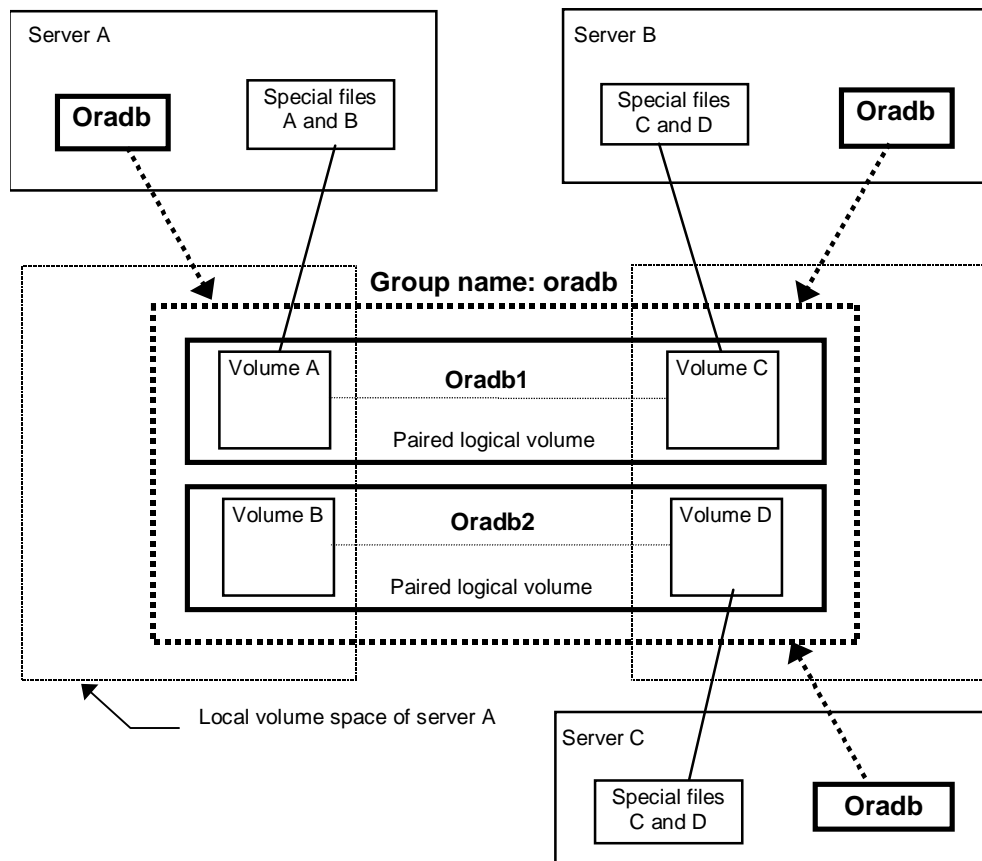 Server A
Oradb
Special files
A and B
Server B
Special files
C and D
Oradb
Group name: oradb
Volume A
Oradb1
Paired logical volume
Volume C
Volume B
Oradb2
Paired logical volume
Volume D
Local volume space of server A
Server C
Special files
C and D
Oradb